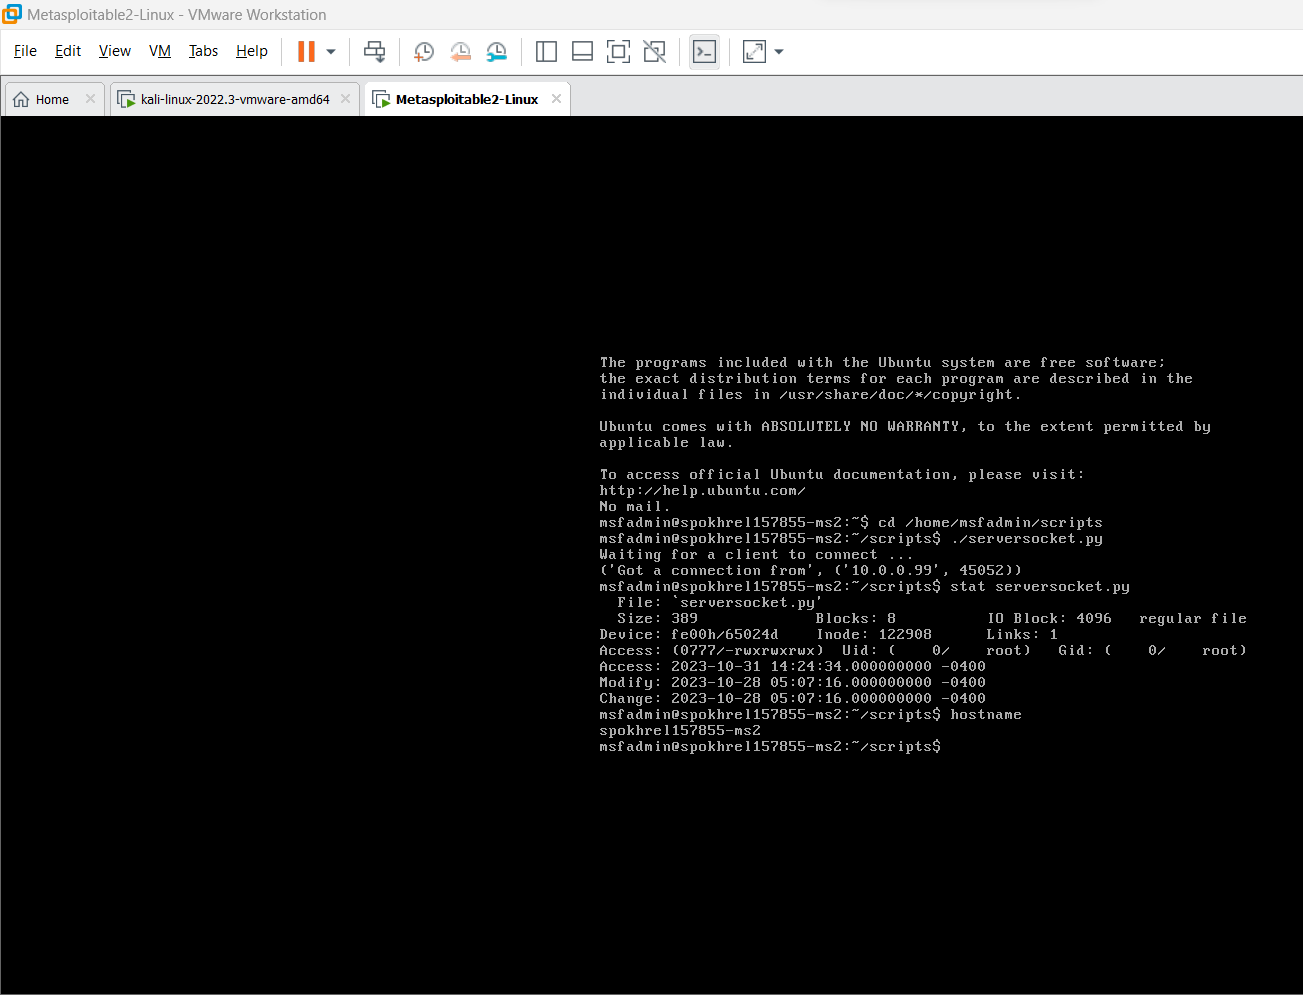 Metasploitable2-Linux - VMware Workstation
File Edit View VM Tabs Help
Home kali-linux-2022.3-vmware-amd64 Metasploitable2-Linux
The programs included with the Ubuntu system are free software;
the exact distribution terms for each program are described in the
individual files in /usr/share/doc/*/copyright.
Ubuntu comes with ABSOLUTELY NO WARRANTY, to the extent permitted by
applicable law.
To access official Ubuntu documentation, please visit:
http://help.ubuntu.com/
No mail.
msfadmin@spokhrel157855-ms2:~$ cd /home/msfadmin/scripts
msfadmin@spokhrel157855-ms2:~/scripts$ ./serversocket.py
Waiting for a client to connect ...
('Got a connection from', ('10.0.0.99', 45052))
msfadmin@spokhrel157855-ms2:~/scripts$ stat serversocket.py
  File: `serversocket.py'
  Size: 389             Blocks: 8          IO Block: 4096   regular file
Device: fe00h/65024d    Inode: 122908      Links: 1
Access: (0777/-rwxrwxrwx)  Uid: (    0/    root)   Gid: (    0/    root)
Access: 2023-10-31 14:24:34.000000000 -0400
Modify: 2023-10-28 05:07:16.000000000 -0400
Change: 2023-10-28 05:07:16.000000000 -0400
msfadmin@spokhrel157855-ms2:~/scripts$ hostname
spokhrel157855-ms2
msfadmin@spokhrel157855-ms2:~/scripts$